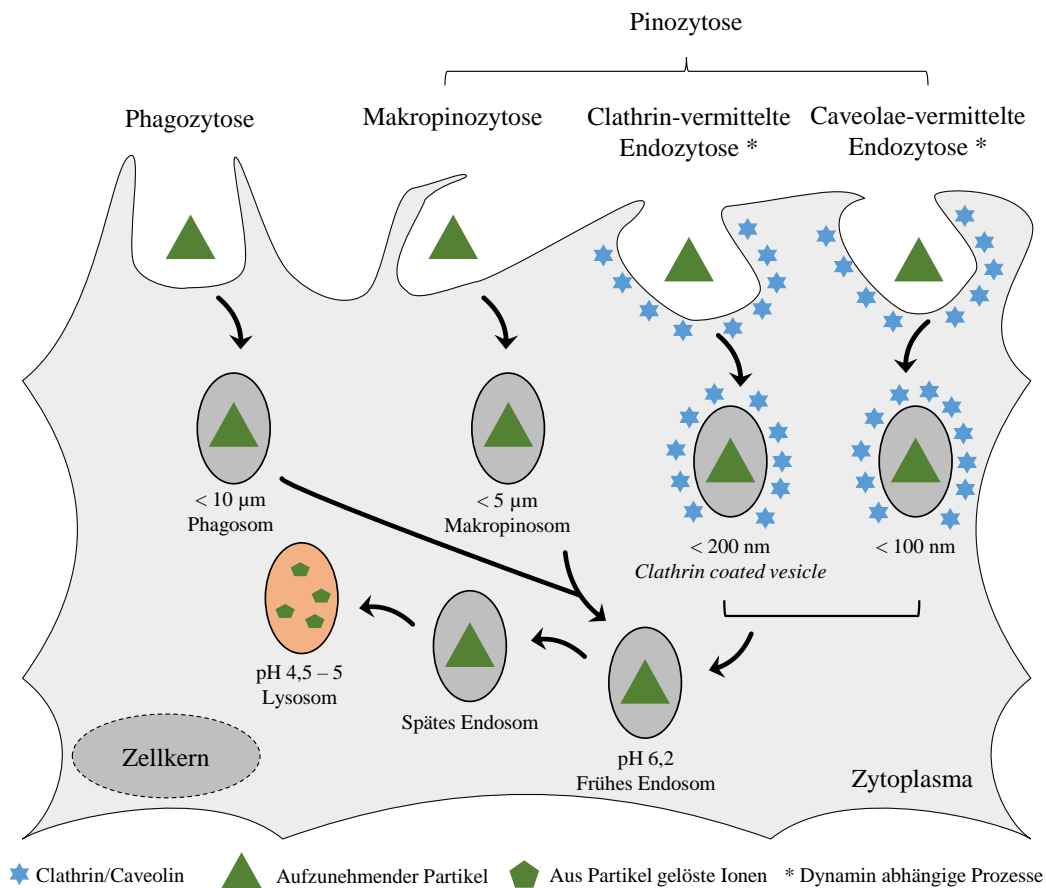 Pinozytose
Phagozytose
Makropinozytose
Clathrin-vermittelte
Endozytose *
Caveolae-vermittelte
Endozytose *
< 10 µm
Phagosom
< 5 µm
Makropinosom
< 200 nm
Clathrin coated vesicle
< 100 nm
pH 4,5 – 5
Lysosom
Spätes Endosom
pH 6,2
Frühes Endosom
Zellkern
Zytoplasma
Clathrin/Caveolin
Aufzunehmender Partikel
Aus Partikel gelöste Ionen
* Dynamin abhängige Prozesse